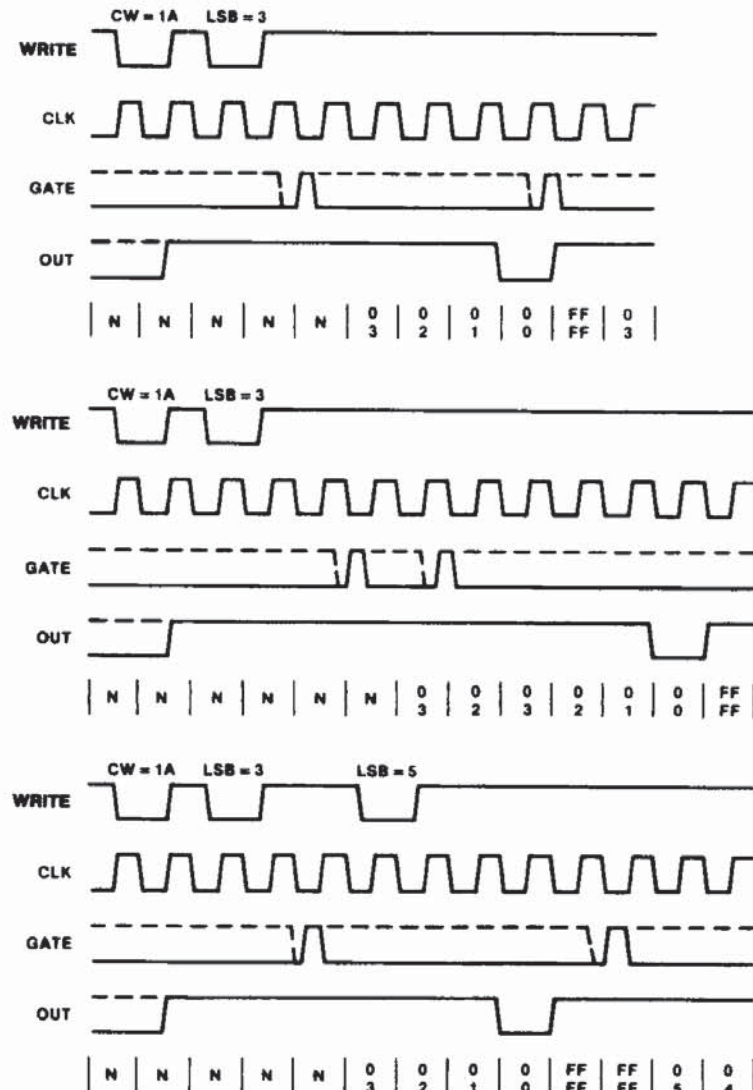 CW = 1A LSB = 3
WRITE
CLK
GATE
OUT
N N N N N 0 0 0 0 FF 0
3 2 1 0 FF 3
CW = 1A LSB = 3
WRITE
CLK
GATE
OUT
N N N N N N 0 0 0 0 0 0 FF
3 2 3 2 1 0 FF
CW = 1A LSB = 3 LSB = 5
WRITE
CLK
GATE
OUT
N N N N N 0 0 0 0 FF FF 0 0
3 2 1 0 FF FF 5 4